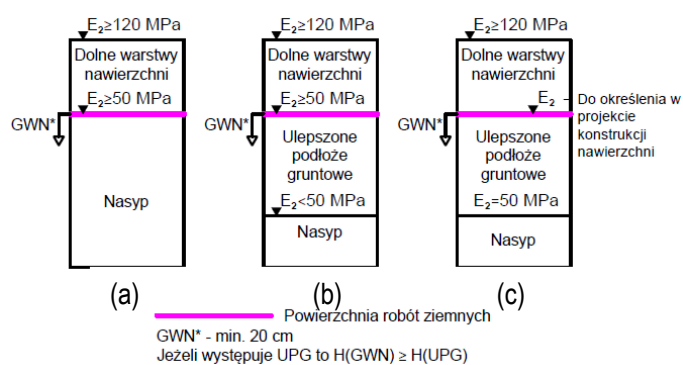 E₂≥120 MPa
Dolne warstwy
nawierzchni
E₂≥50 MPa
GWN*
Nasyp
(a)
E₂≥120 MPa
Dolne warstwy
nawierzchni
E₂≥50 MPa
GWN*
Ulepszone
podłoże
gruntowe
E₂<50 MPa
Nasyp
(b)
E₂≥120 MPa
Dolne warstwy
nawierzchni
E₂ – Do określenia w
projekcie
konstrukcji
nawierzchni
GWN*
Ulepszone
podłoże
gruntowe
E₂=50 MPa
Nasyp
(c)
Powierzchnia robót ziemnych
GWN* - min. 20 cm
Jeżeli występuje UPG to H(GWN) ≥ H(UPG)